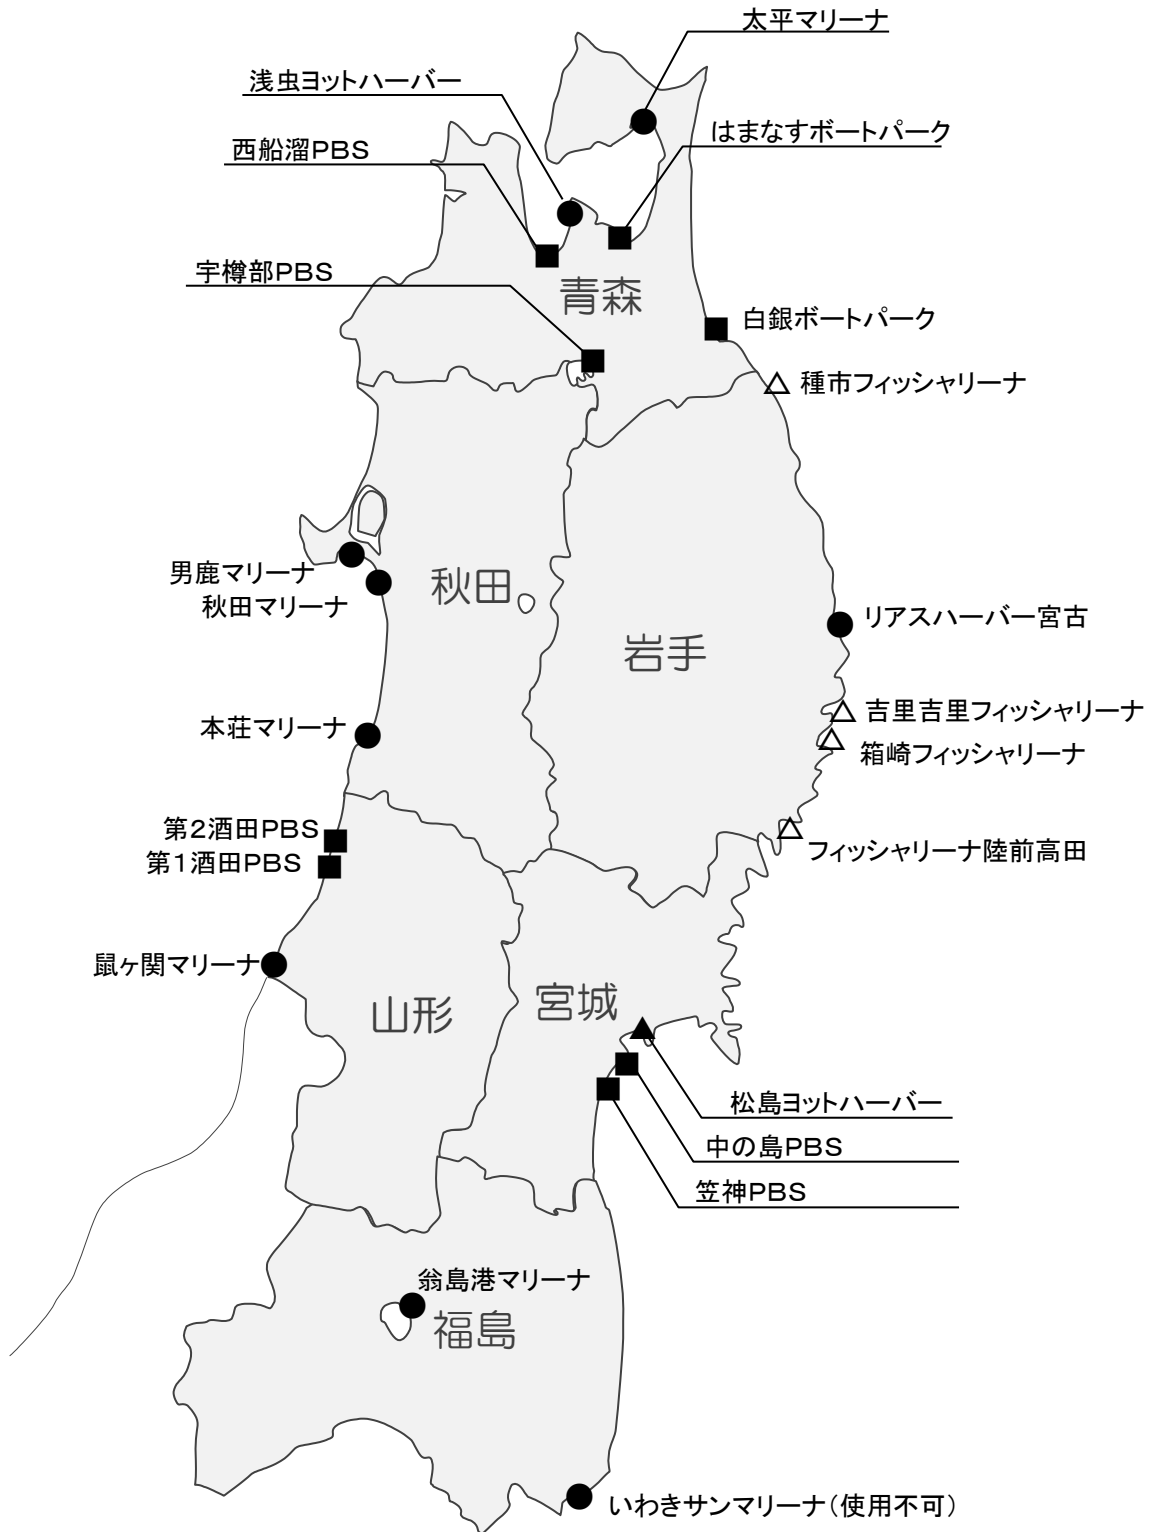 太平マリーナ
浅虫ヨットハーバー
はまなすボートパーク
西船溜PBS
宇樽部PBS
青森
白銀ボートパーク
種市フィッシャリーナ
男鹿マリーナ
秋田
秋田マリーナ
リアスハーバー宮古
岩手
吉里吉里フィッシャリーナ
本荘マリーナ
箱崎フィッシャリーナ
第2酒田PBS
フィッシャリーナ陸前高田
第1酒田PBS
鼠ヶ関マリーナ
宮城
山形
松島ヨットハーバー
中の島PBS
笠神PBS
翁島港マリーナ
福島
いわきサンマリーナ（使用不可）